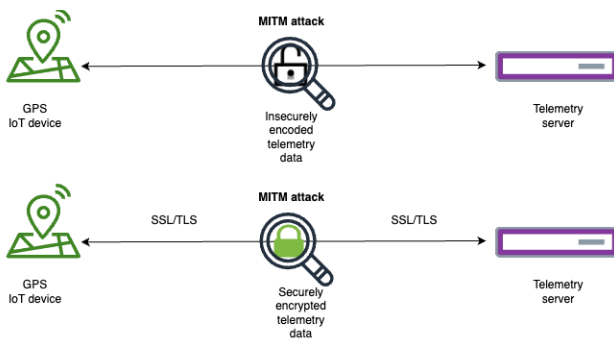 MITM attack
GPS
IoT device
Insecurely
encoded
telemetry
data
Telemetry
server
MITM attack
SSL/TLS
SSL/TLS
GPS
IoT device
Securely
encrypted
telemetry
data
Telemetry
server